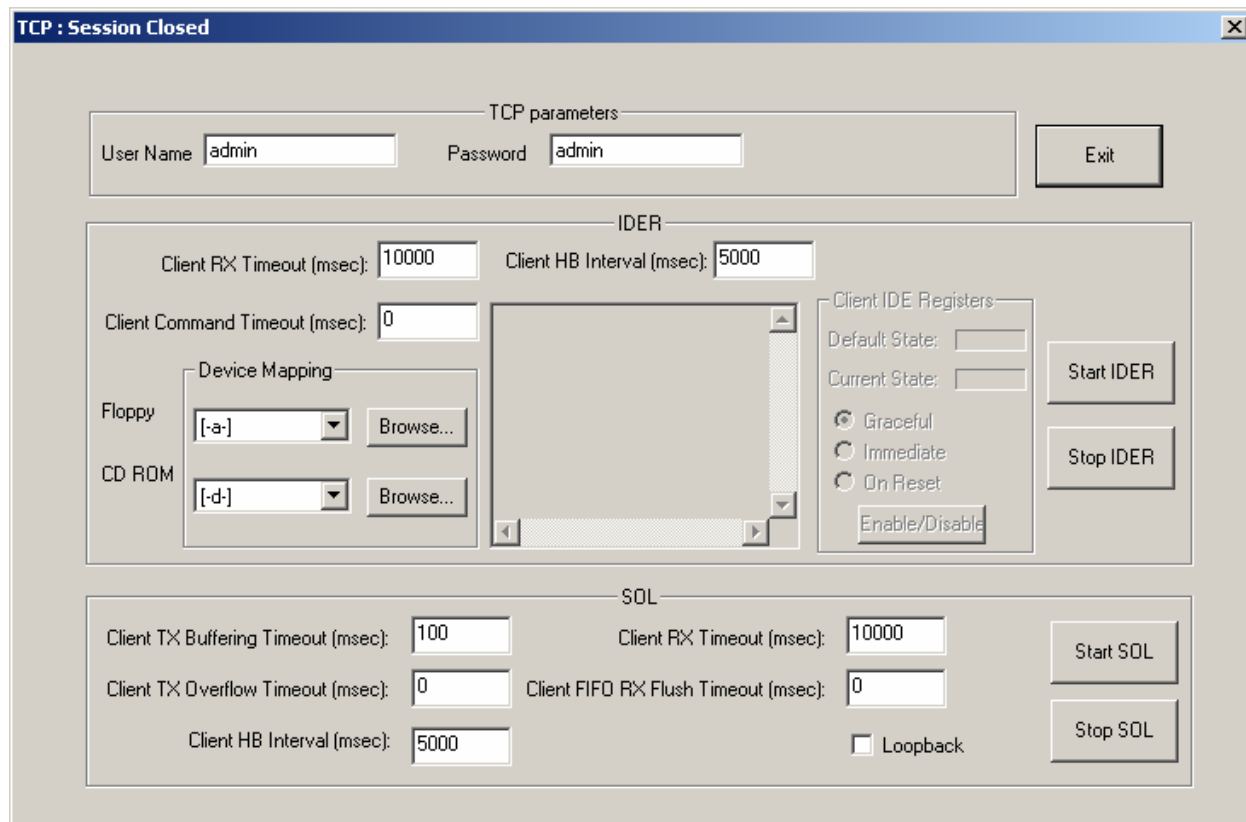 TCP : Session Closed
TCP parameters
User Name admin Password admin
Exit
IDER
Client RX Timeout (msec): 10000 Client HB Interval (msec): 5000
Client Command Timeout (msec): 0
Device Mapping
Floppy [-a-] Browse...
CD ROM [-d-] Browse...
Client IDE Registers
Default State:
Current State:
Graceful
Immediate
On Reset
Enable/Disable
Start IDER
Stop IDER
SOL
Client TX Buffering Timeout (msec): 100 Client RX Timeout (msec): 10000
Client TX Overflow Timeout (msec): 0 Client FIFO RX Flush Timeout (msec): 0
Client HB Interval (msec): 5000 Loopback
Start SOL
Stop SOL